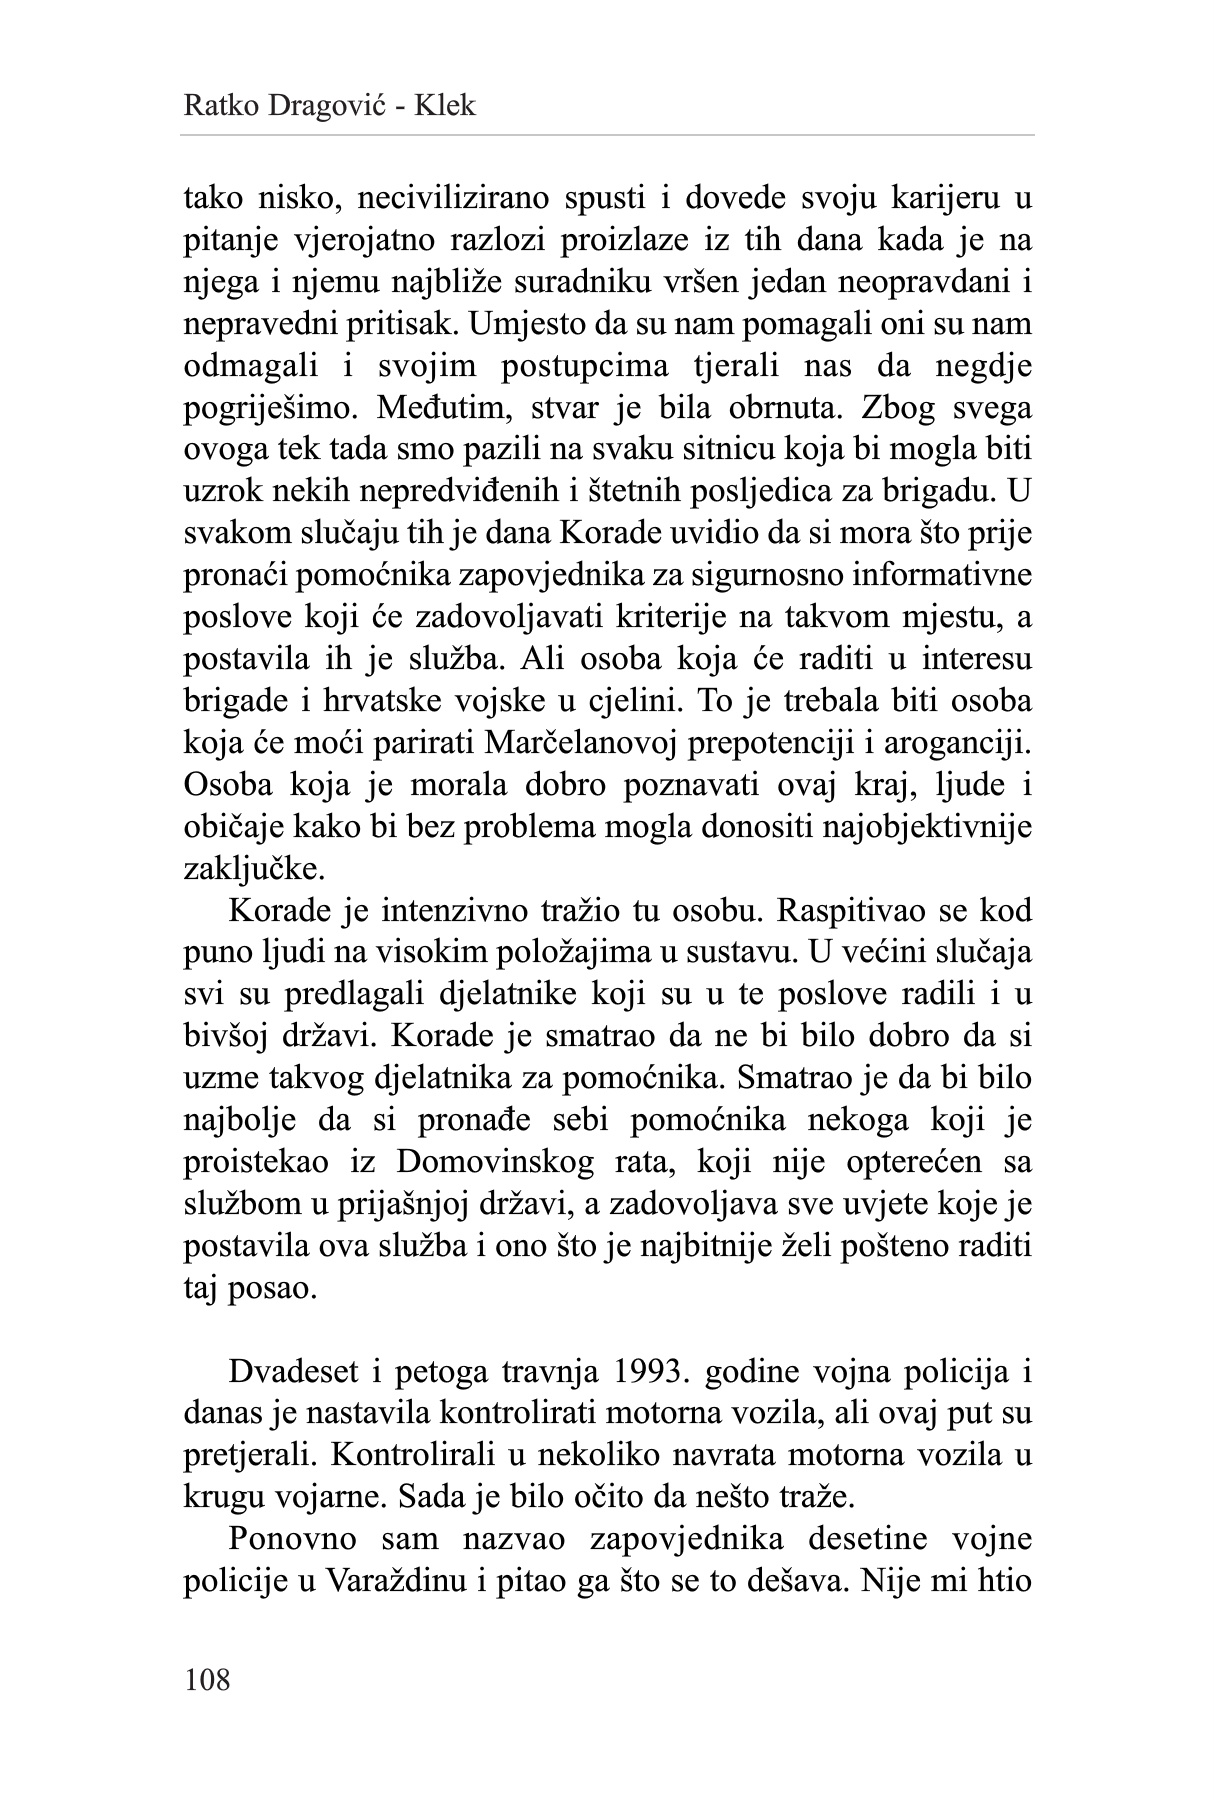 Ratko Dragović - Klek
tako nisko, necivilizirano spusti i dovede svoju karijeru u
pitanje vjerojatno razlozi proizlaze iz tih dana kada je na
njega i njemu najbliže suradniku vršen jedan neopravdani i
nepravedni pritisak. Umjesto da su nam pomagali oni su nam
odmagali i svojim postupcima tjerali nas da negdje
pogriješimo. Međutim, stvar je bila obrnuta. Zbog svega
ovoga tek tada smo pazili na svaku sitnicu koja bi mogla biti
uzrok nekih nepredviđenih i štetnih posljedica za brigadu. U
svakom slučaju tih je dana Korade uvidio da si mora što prije
pronaći pomoćnika zapovjednika za sigurnosno informativne
poslove koji će zadovoljavati kriterije na takvom mjestu, a
postavila ih je služba. Ali osoba koja će raditi u interesu
brigade i hrvatske vojske u cjelini. To je trebala biti osoba
koja će moći parirati Marčelanovoj prepotenciji i aroganciji.
Osoba koja je morala dobro poznavati ovaj kraj, ljude i
običaje kako bi bez problema mogla donositi najobjektivnije
zaključke.
Korade je intenzivno tražio tu osobu. Raspitivao se kod
puno ljudi na visokim položajima u sustavu. U većini slučaja
svi su predlagali djelatnike koji su u te poslove radili i u
bivšoj državi. Korade je smatrao da ne bi bilo dobro da si
uzme takvog djelatnika za pomoćnika. Smatrao je da bi bilo
najbolje da si pronađe sebi pomoćnika nekoga koji je
proistekao iz Domovinskog rata, koji nije opterećen sa
službom u prijašnjoj državi, a zadovoljava sve uvjete koje je
postavila ova služba i ono što je najbitnije želi pošteno raditi
taj posao.
Dvadeset i petoga travnja 1993. godine vojna policija i
danas je nastavila kontrolirati motorna vozila, ali ovaj put su
pretjerali. Kontrolirali u nekoliko navrata motorna vozila u
krugu vojarne. Sada je bilo očito da nešto traže.
Ponovno sam nazvao zapovjednika desetine vojne
policije u Varaždinu i pitao ga što se to dešava. Nije mi htio
108